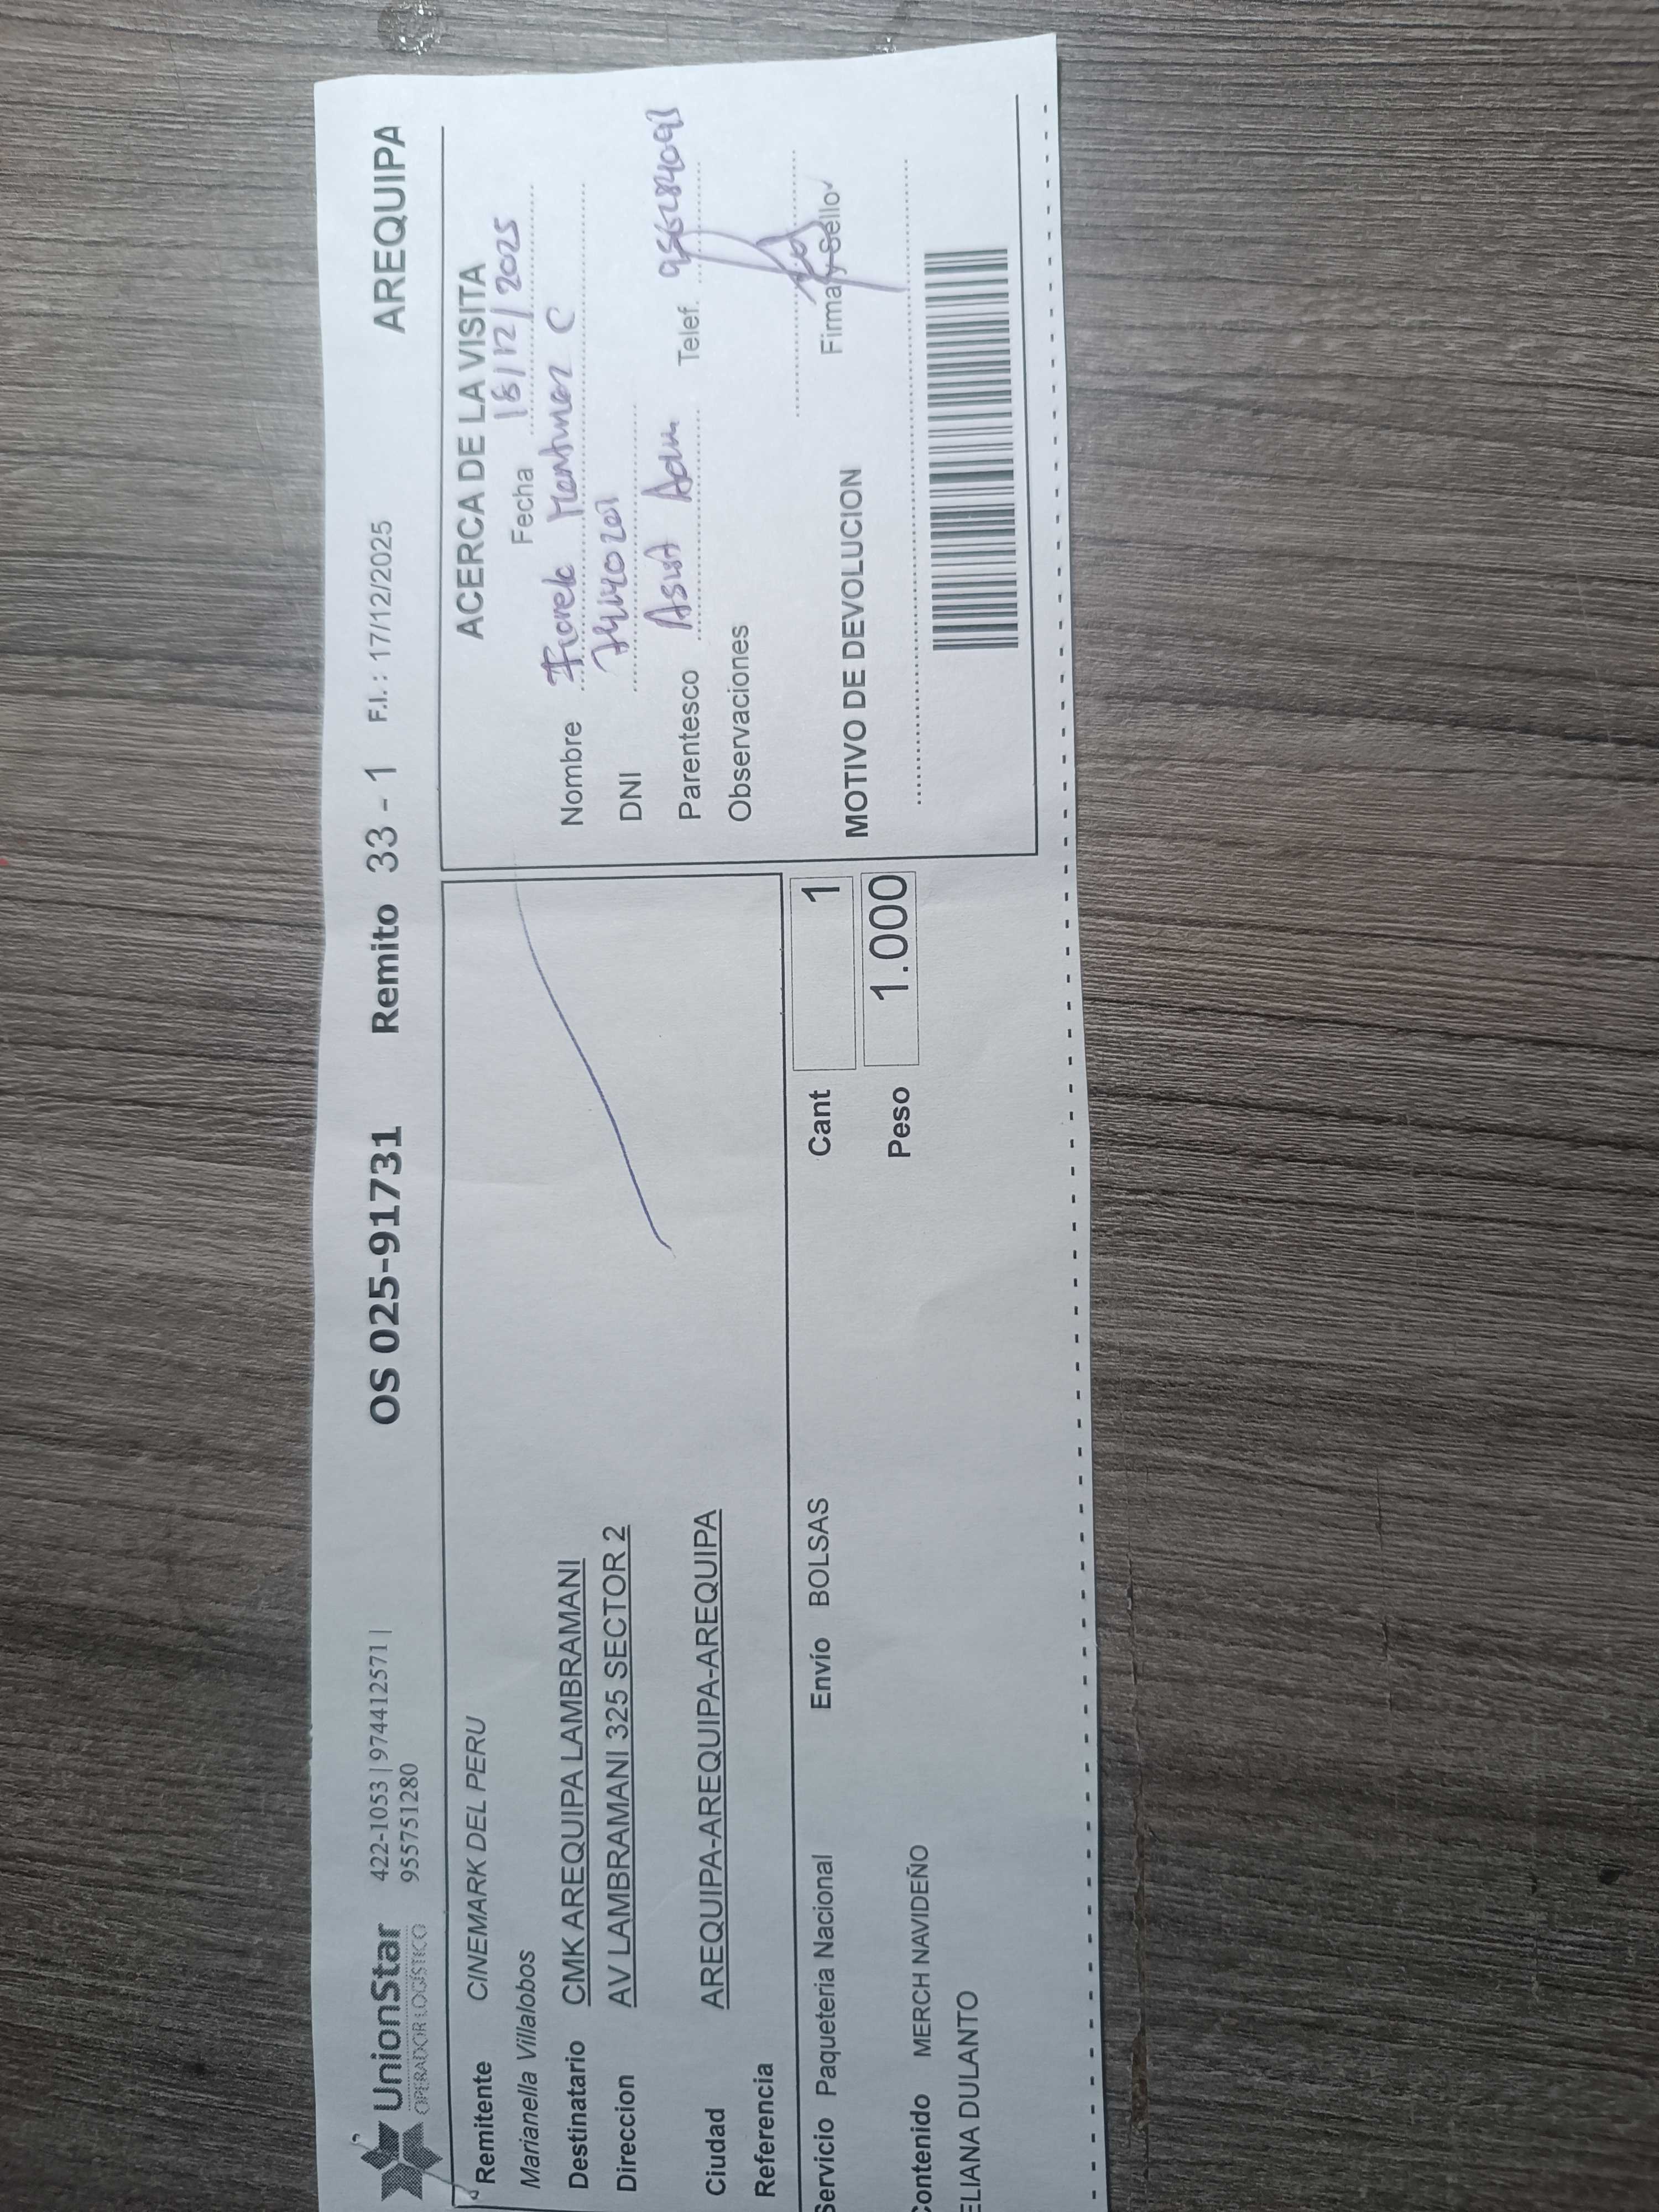 UnionStar
OPERADOR LOGÍSTICO
422-1053 | 974412571 |
955751280
OS 025-91731
Remito 33 - 1
F.I. : 17/12/2025
AREQUIPA
Remitente CINEMARK DEL PERU
Marianella Villalobos
Destinatario CMK AREQUIPA LAMBRAMANI
Direccion AV LAMBRAMANI 325 SECTOR 2
Ciudad AREQUIPA-AREQUIPA-AREQUIPA
Referencia
Servicio Paqueteria Nacional Envío BOLSAS
Cant 1
Contenido MERCH NAVIDEÑO
Peso 1.000
ELIANA DULANTO
ACERCA DE LA VISITA
Fecha 18/12/2025
Nombre C
DNI
Parentesco Asist Adm Telef.
Observaciones
Firma y Sello
MOTIVO DE DEVOLUCION